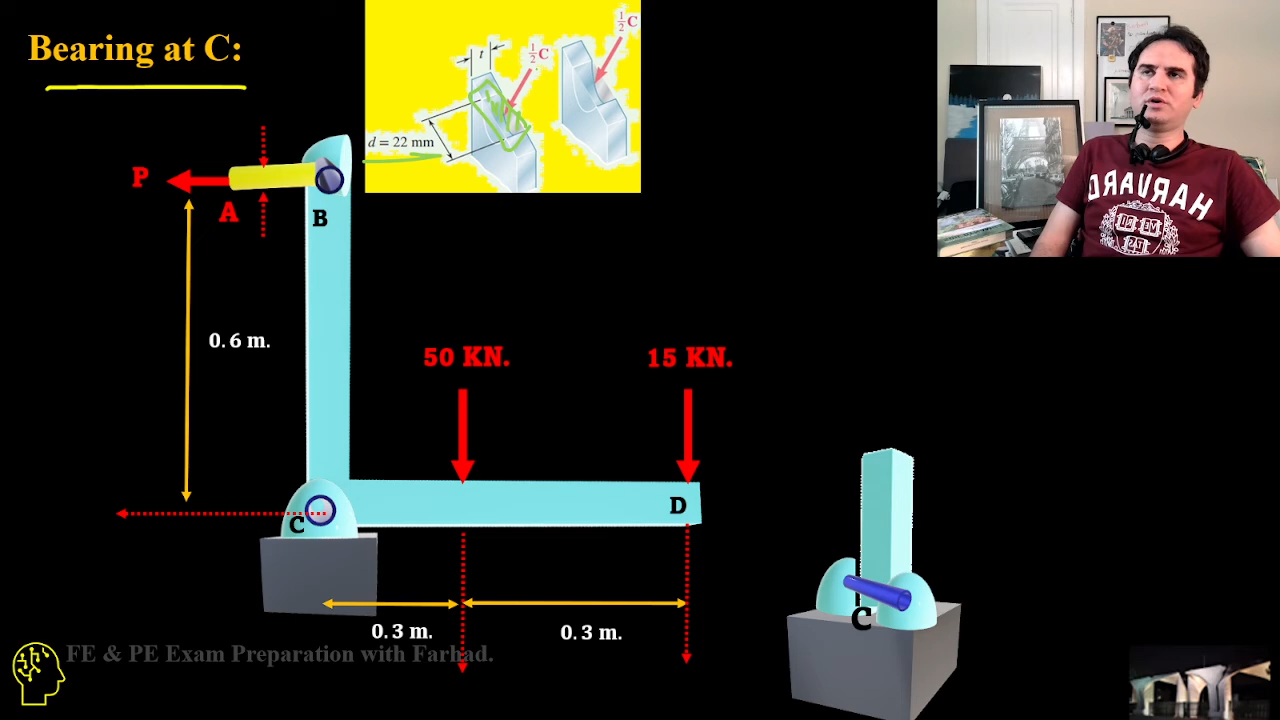 Bearing at C:
t
½C
½C
d = 22 mm
P
A
B
0.6 m.
50 KN.
15 KN.
D
C
C
0.3 m.
0.3 m.
FE & PE Exam Preparation with Farhad.
HARVARD